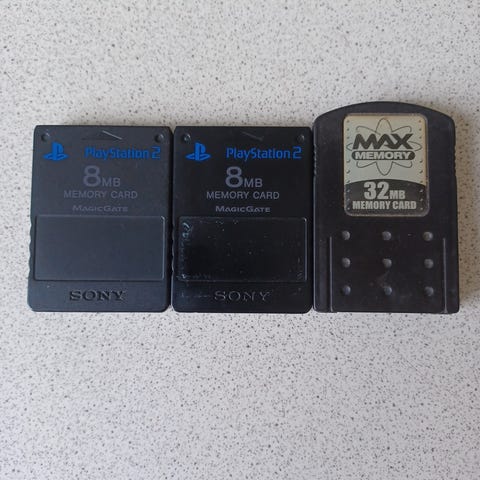 PlayStation 2
8MB
MEMORY CARD
MAGICGATE
SONY
PlayStation 2
8MB
MEMORY CARD
MAGICGATE
SONY
MAX
MEMORY
32MB
MEMORY CARD